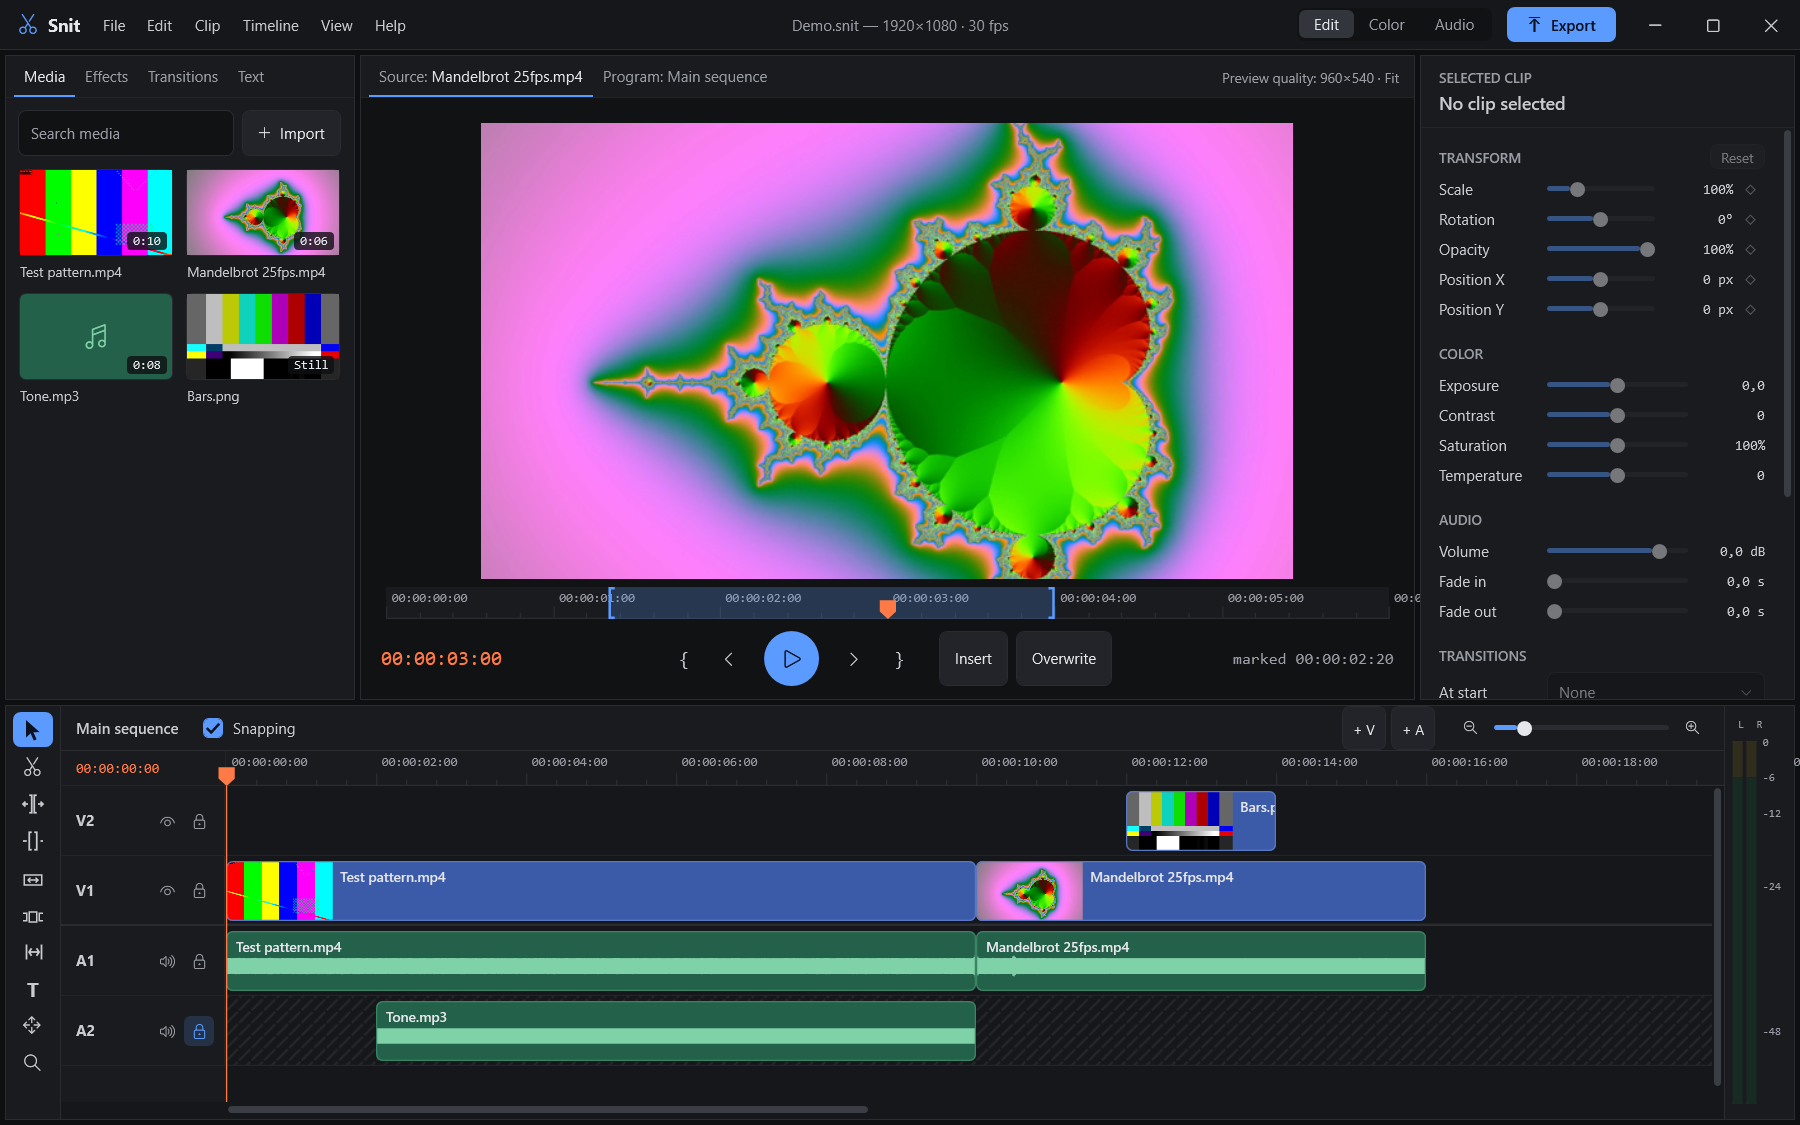 Snit File Edit Clip Timeline View Help
Demo.snit — 1920×1080 · 30 fps
Edit Color Audio
Export
Media Effects Transitions Text
Search media
Import
0:10
Test pattern.mp4
0:06
Mandelbrot 25fps.mp4
0:08
Tone.mp3
Still
Bars.png
Source: Mandelbrot 25fps.mp4 Program: Main sequence
Preview quality: 960×540 · Fit
00:00:00:00 00:00:01:00 00:00:02:00 00:00:03:00 00:00:04:00 00:00:05:00 00:0
00:00:03:00
{ }
Insert Overwrite
marked 00:00:02:20
SELECTED CLIP
No clip selected
TRANSFORM Reset
Scale 100%
Rotation 0°
Opacity 100%
Position X 0 px
Position Y 0 px
COLOR
Exposure 0,0
Contrast 0
Saturation 100%
Temperature 0
AUDIO
Volume 0,0 dB
Fade in 0,0 s
Fade out 0,0 s
TRANSITIONS
At start None
Main sequence Snapping
+ V + A
00:00:00:00
00:00:00:00 00:00:02:00 00:00:04:00 00:00:06:00 00:00:08:00 00:00:10:00 00:00:12:00 00:00:14:00 00:00:16:00 00:00:18:00
V2
Bars.p
V1
Test pattern.mp4 Mandelbrot 25fps.mp4
A1
Test pattern.mp4 Mandelbrot 25fps.mp4
A2
Tone.mp3
T
L R
0
-6
-12
-24
-48